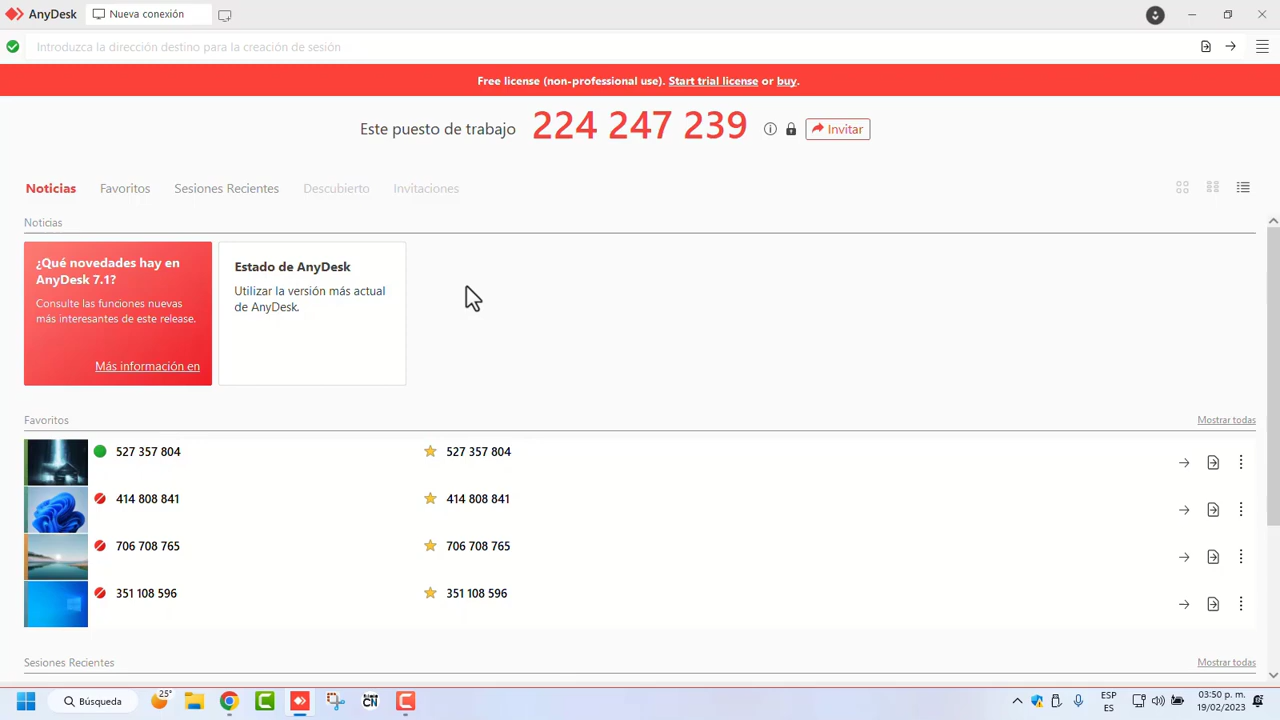 AnyDesk
Nueva conexión
Introduzca la dirección destino para la creación de sesión
Free license (non-professional use). Start trial license or buy.
Este puesto de trabajo 224 247 239 Invitar
Noticias Favoritos Sesiones Recientes Descubierto Invitaciones
Noticias
¿Qué novedades hay en
AnyDesk 7.1?
Consulte las funciones nuevas
más interesantes de este release.
Más información en
Estado de AnyDesk
Utilizar la versión más actual
de AnyDesk.
Favoritos Mostrar todas
527 357 804 527 357 804
414 808 841 414 808 841
706 708 765 706 708 765
351 108 596 351 108 596
Sesiones Recientes Mostrar todas
Búsqueda
25°
CN
ESP
ES
03:50 p. m.
19/02/2023